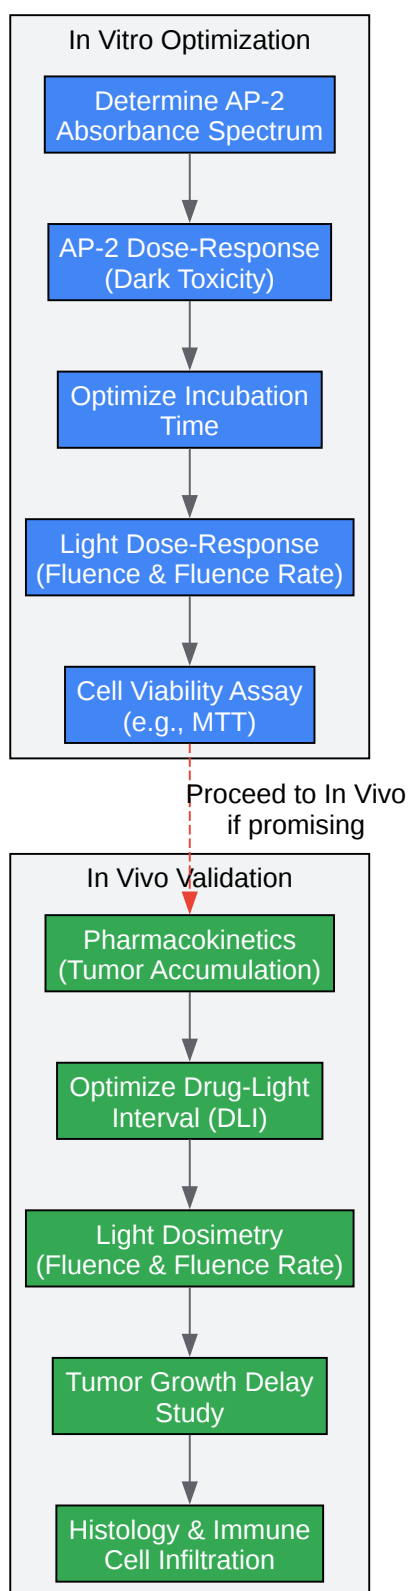 In Vitro Optimization
Determine AP-2
Absorbance Spectrum
AP-2 Dose-Response
(Dark Toxicity)
Optimize Incubation
Time
Light Dose-Response
(Fluence & Fluence Rate)
Cell Viability Assay
(e.g., MTT)
Proceed to In Vivo
if promising
In Vivo Validation
Pharmacokinetics
(Tumor Accumulation)
Optimize Drug-Light
Interval (DLI)
Light Dosimetry
(Fluence & Fluence Rate)
Tumor Growth Delay
Study
Histology & Immune
Cell Infiltration